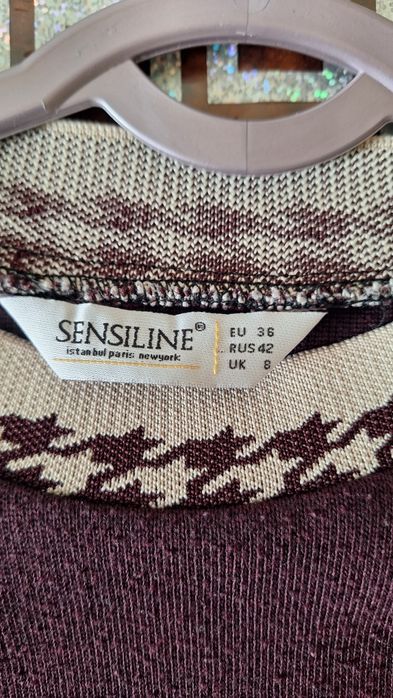 SENSILINE®
istanbul paris newyork
EU 36
RUS 42
UK 8